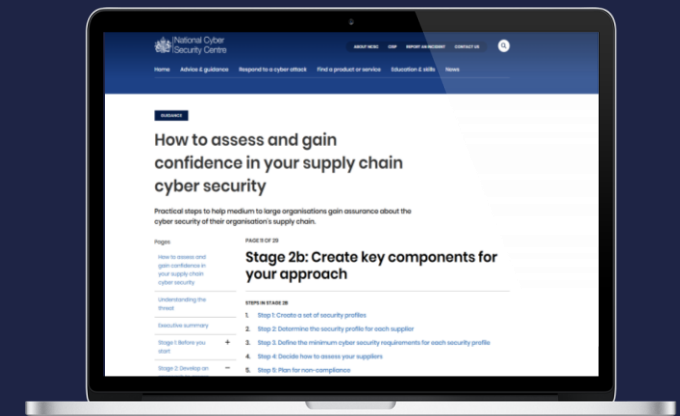 National Cyber
Security Centre
ABOUT NCSC CISP REPORT AN INCIDENT CONTACT US
Home Advice & guidance Respond to a cyber attack Find a product or service Education & skills News
GUIDANCE
How to assess and gain
confidence in your supply chain
cyber security
Practical steps to help medium to large organisations gain assurance about the
cyber security of their organisation's supply chain.
Pages
How to assess and
gain confidence in
your supply chain
cyber security
Understanding the
threat
Executive summary
Stage 1: Before you
start
+
Stage 2: Develop an
–
PAGE 11 OF 29
Stage 2b: Create key components for
your approach
STEPS IN STAGE 2B
1. Step 1: Create a set of security profiles
2. Step 2: Determine the security profile for each supplier
3. Step 3: Define the minimum cyber security requirements for each security profile
4. Step 4: Decide how to assess your suppliers
5. Step 5: Plan for non-compliance